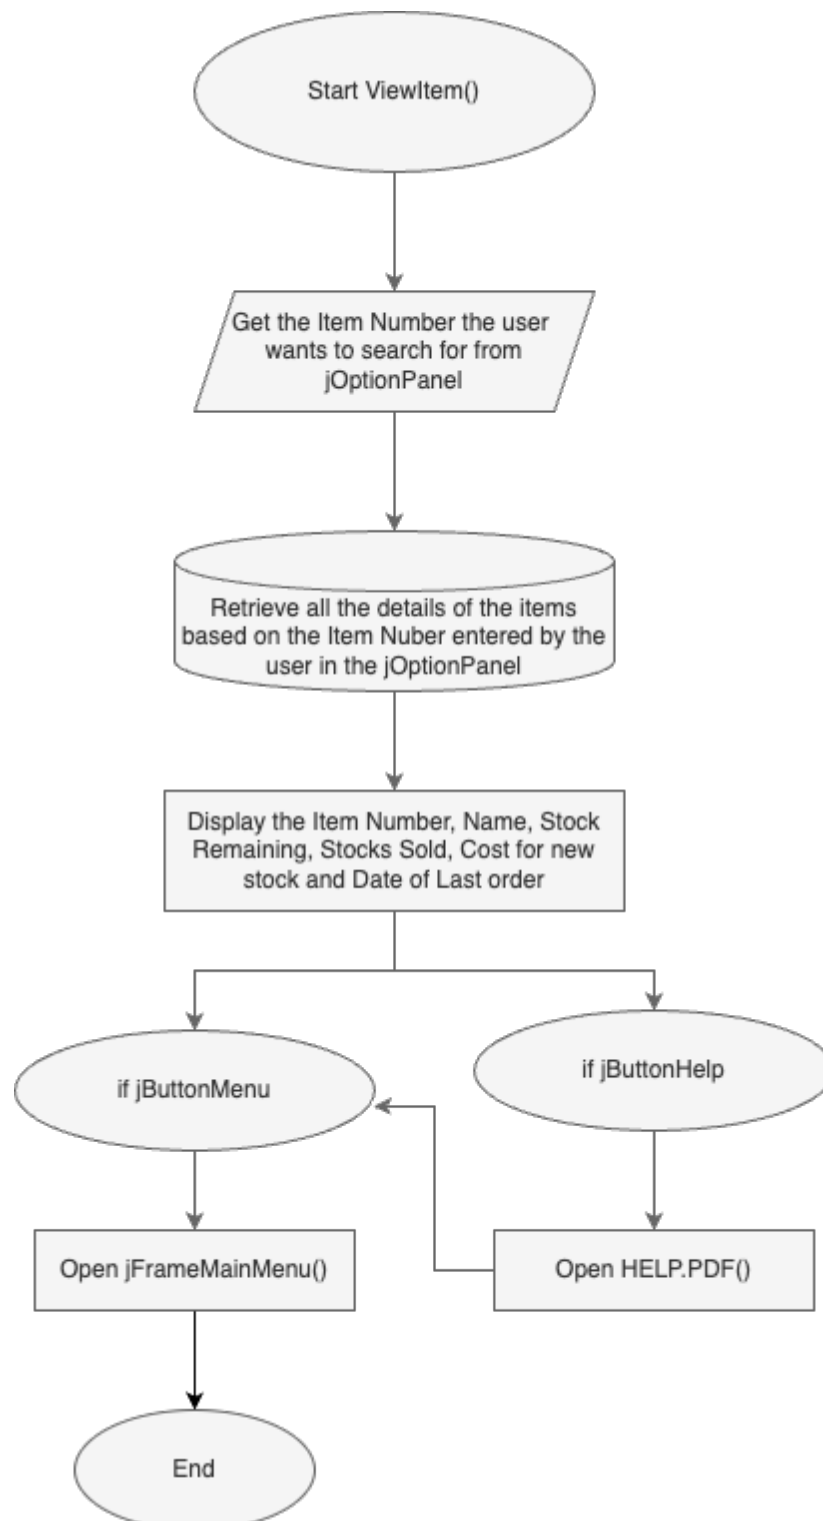 Start ViewItem()
Get the Item Number the user
wants to search for from
jOptionPanel
Retrieve all the details of the items
based on the Item Nuber entered by the
user in the jOptionPanel
Display the Item Number, Name, Stock
Remaining, Stocks Sold, Cost for new
stock and Date of Last order
if jButtonMenu
if jButtonHelp
Open jFrameMainMenu()
Open HELP.PDF()
End